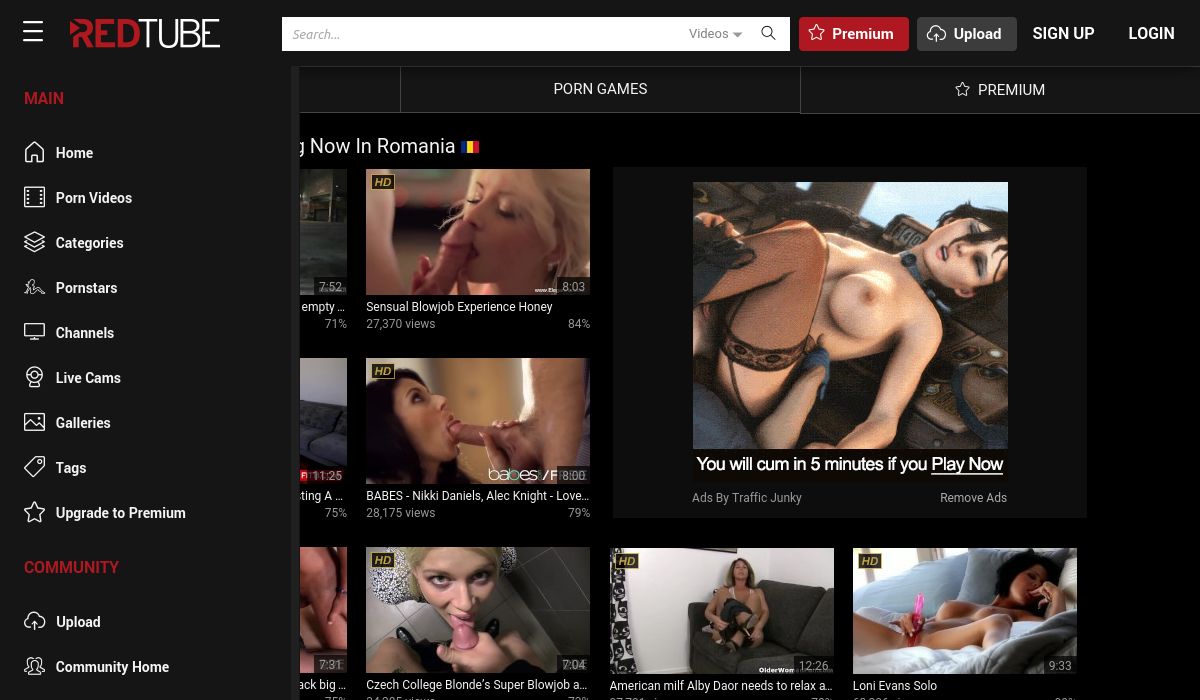 REDTUBE
Search...
Videos
Premium
Upload
SIGN UP
LOGIN
MAIN
Home
Porn Videos
Categories
Pornstars
Channels
Live Cams
Galleries
Tags
Upgrade to Premium
COMMUNITY
Upload
Community Home
PORN GAMES
PREMIUM
g Now In Romania
7:52
empty ...
71%
HD
8:03
Sensual Blowjob Experience Honey
27,370 views
84%
11:25
ting A ...
75%
HD
babes
8:00
BABES - Nikki Daniels, Alec Knight - Love...
28,175 views
79%
You will cum in 5 minutes if you Play Now
Ads By Traffic Junky
Remove Ads
7:31
ack big ...
HD
7:04
Czech College Blonde's Super Blowjob a...
HD
12:26
American milf Alby Daor needs to relax a...
HD
9:33
Loni Evans Solo